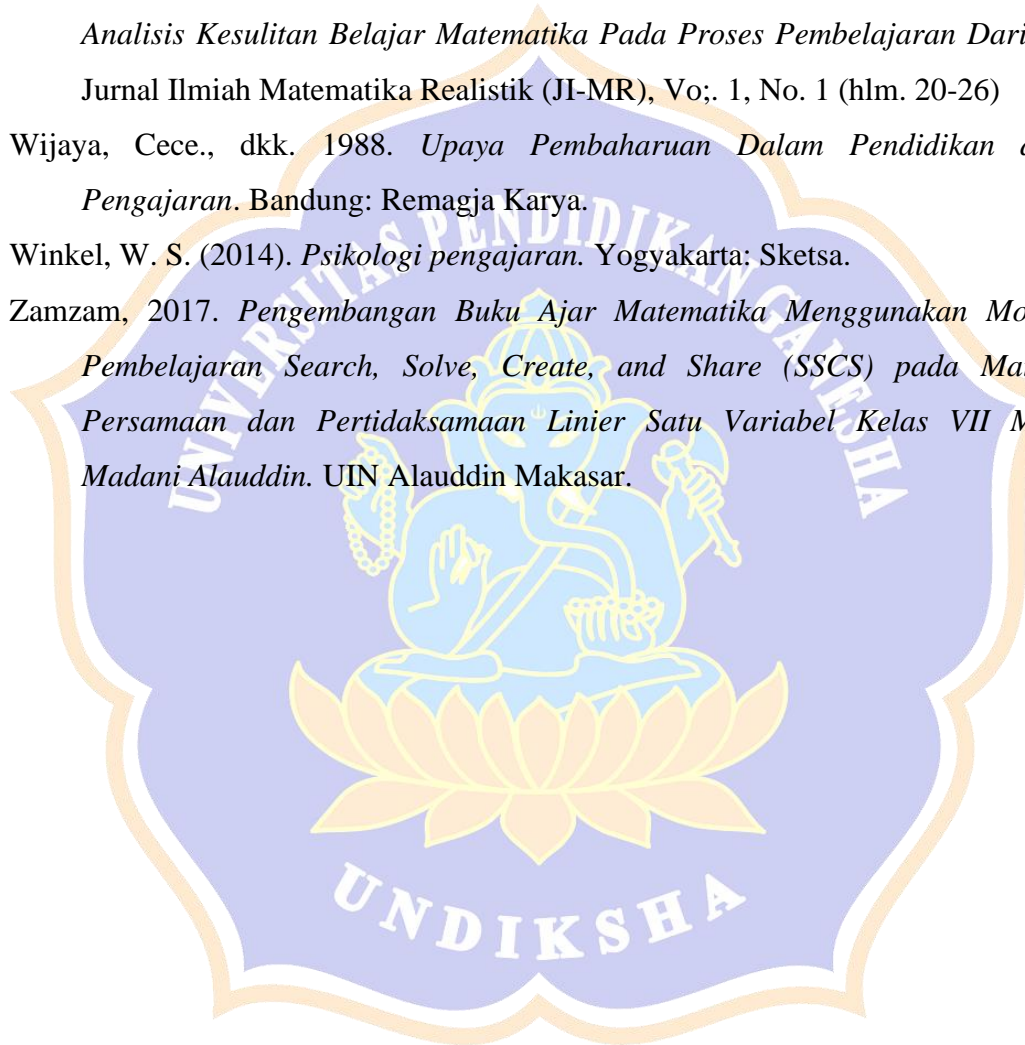 Analisis Kesulitan Belajar Matematika Pada Proses Pembelajaran Dari
Jurnal Ilmiah Matematika Realistik (JI-MR), Vo;. 1, No. 1 (hlm. 20-26)
Wijaya, Cece., dkk. 1988. Upaya Pembaharuan Dalam Pendidikan
Pengajaran. Bandung: Remagja Karya.
Winkel, W. S. (2014). Psikologi pengajaran. Yogyakarta: Sketsa.
Zamzam, 2017. Pengembangan Buku Ajar Matematika Menggunakan
Pembelajaran Search, Solve, Create, and Share (SSCS) pada
Persamaan dan Pertidaksamaan Linier Satu Variabel Kelas VII
Madani Alauddin. UIN Alauddin Makasar.
UNIVERSITAS PENDIDIKAN GANESHA
UNDIKSHA